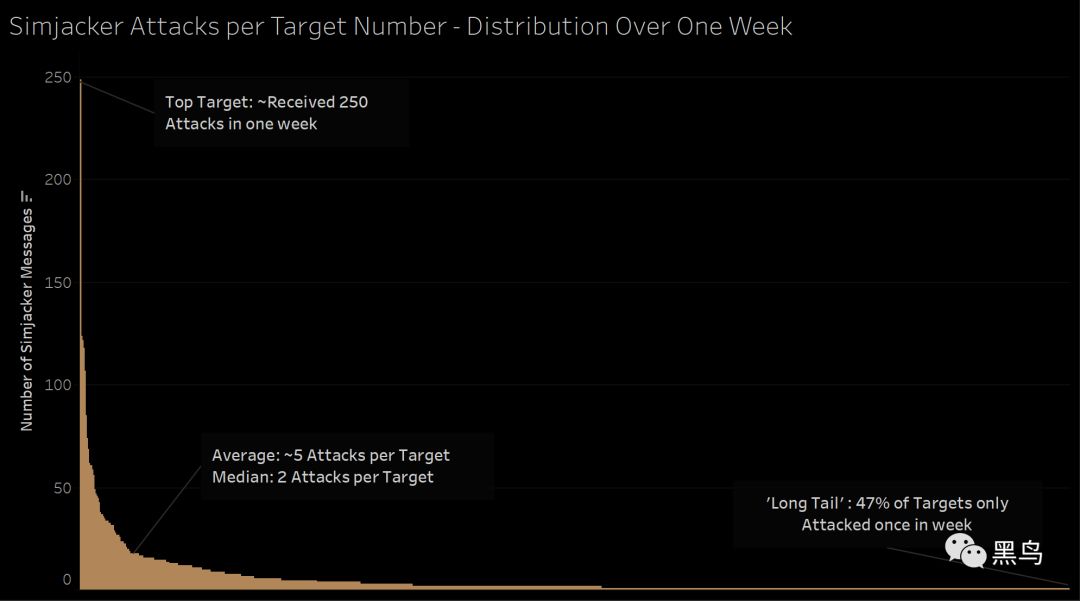 Simjacker Attacks per Target Number - Distribution Over One Week
250
Top Target: ~Received 250
Attacks in one week
200
Number of Simjacker Messages
150
100
Average: ~5 Attacks per Target
Median: 2 Attacks per Target
50
'Long Tail' : 47% of Targets only
Attacked once in week
黑鸟
0